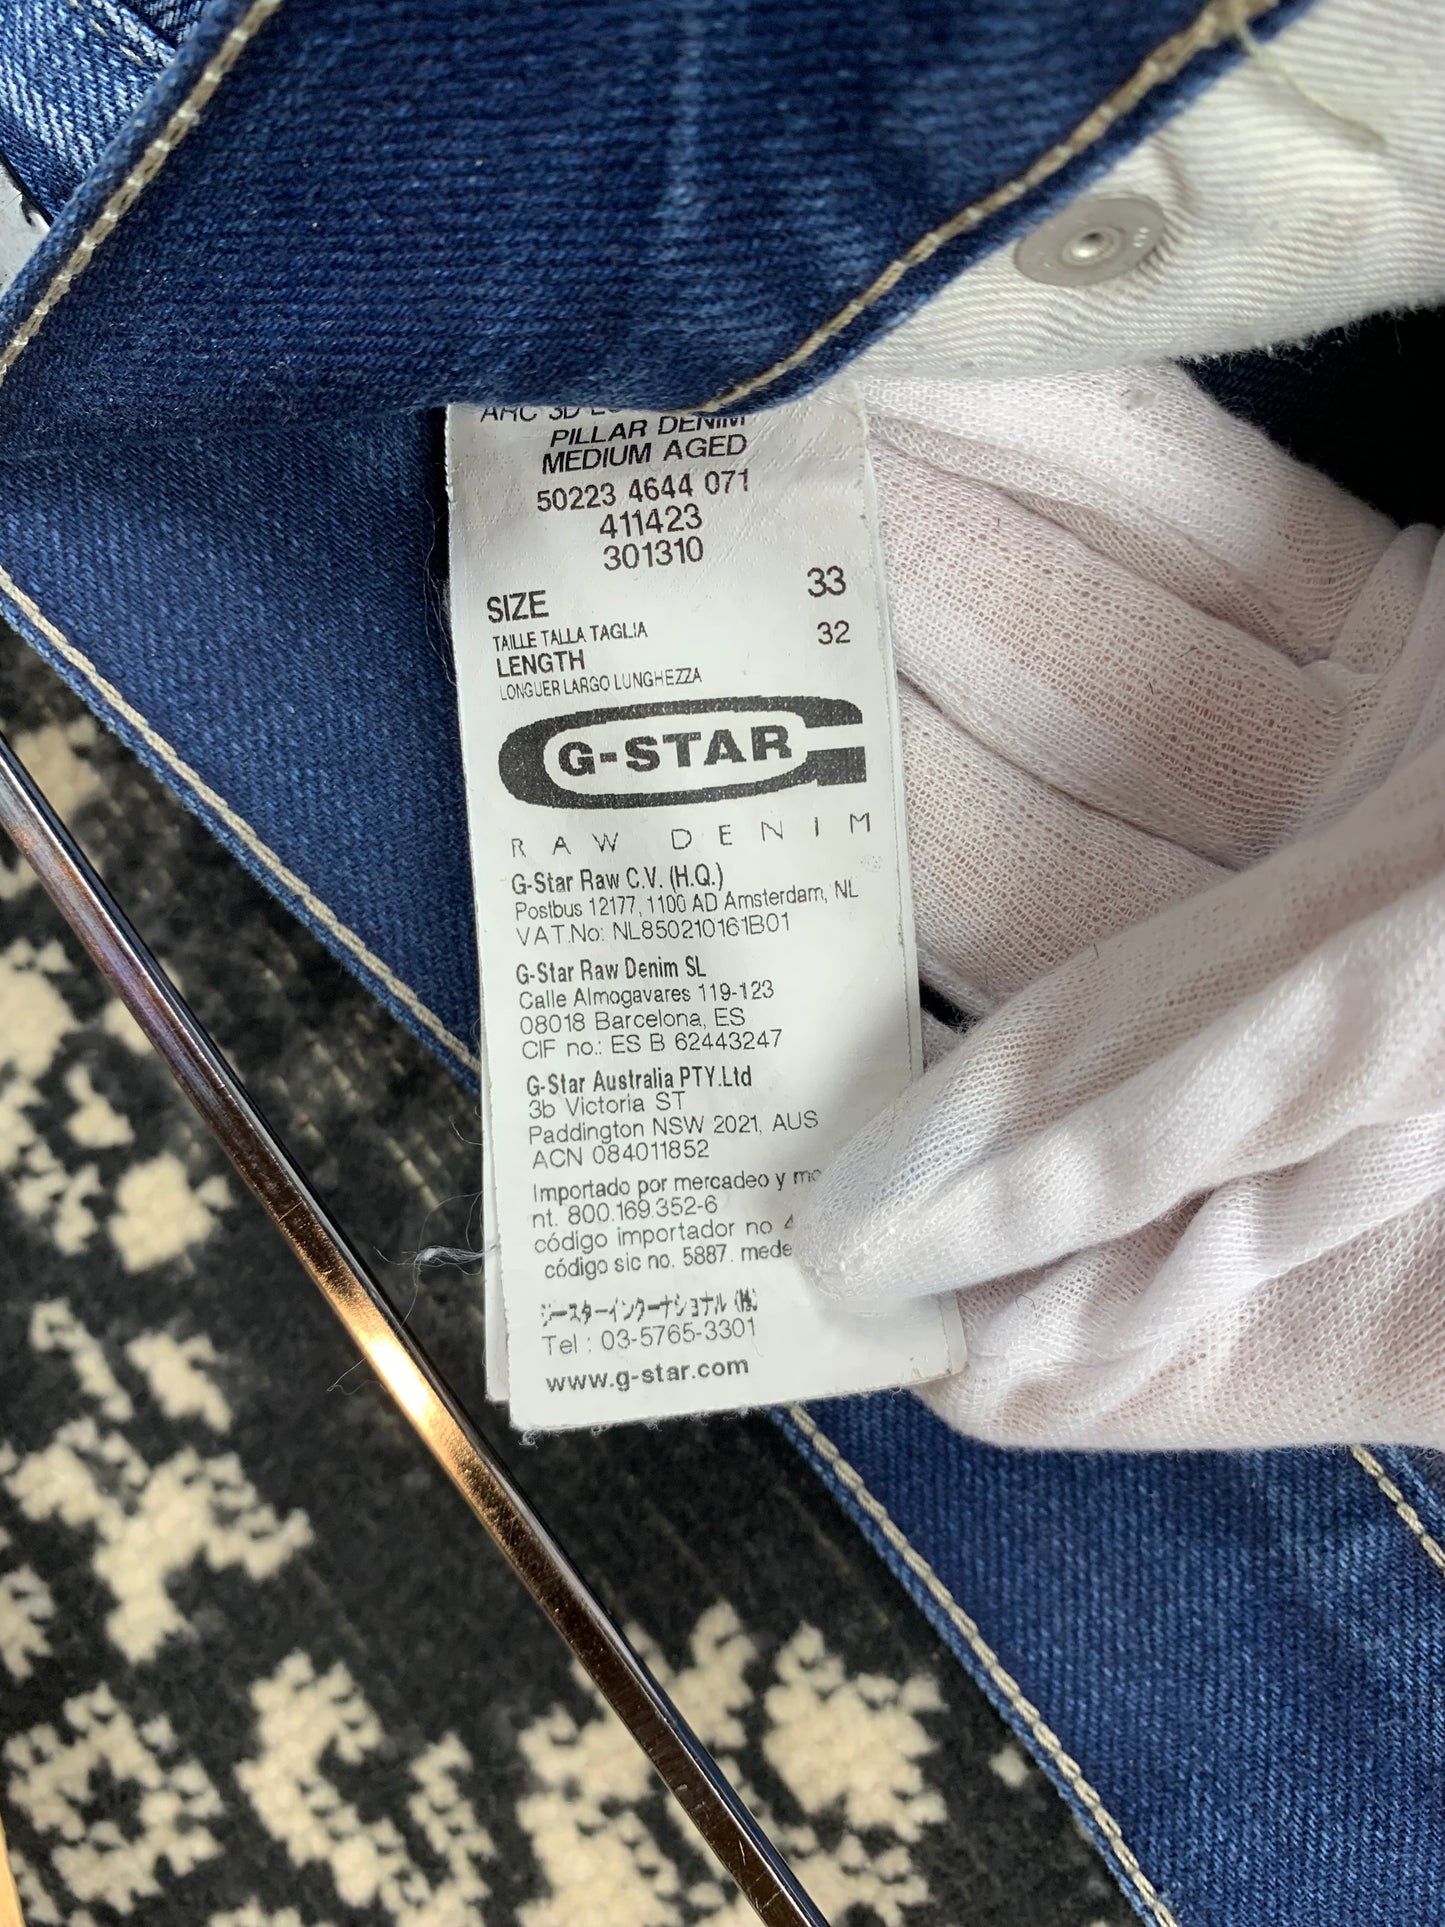 ARC 3D
PILLAR DENIM
MEDIUM AGED
50223 4644 071
411423
301310
SIZE 33
TAILLE TALLA TAGLIA
LENGTH 32
LONGUER LARGO LUNGHEZZA
G-STAR
RAW DENIM
G-Star Raw C.V. (H.Q.)
Postbus 12177, 1100 AD Amsterdam, NL
VAT.No: NL850210161B01
G-Star Raw Denim SL
Calle Almogavares 119-123
08018 Barcelona, ES
CIF no.: ES B 62443247
G-Star Australia PTY.Ltd
3b Victoria ST
Paddington NSW 2021, AUS
ACN 084011852
Importado por mercadeo y
nt. 800.169.352-6
código importador no
código sic no. 5887.
ジースターインターナショナル (株)
Tel : 03-5765-3301
www.g-star.com